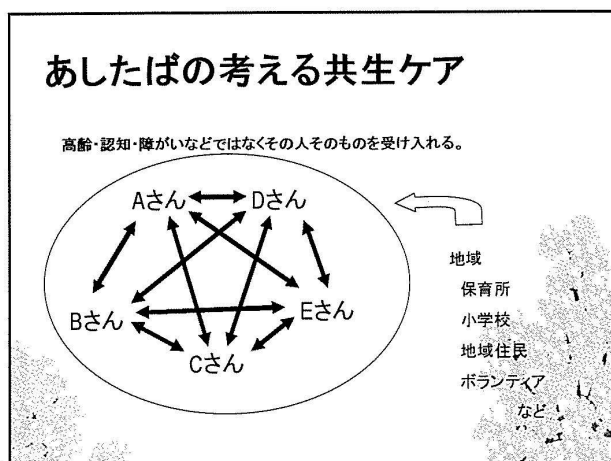 あしたばの考える共生ケア
高齢・認知・障がいなどではなくその人そのものを受け入れる。
Aさん
Dさん
Bさん
Eさん
Cさん
地域
保育所
小学校
地域住民
ボランティア
など